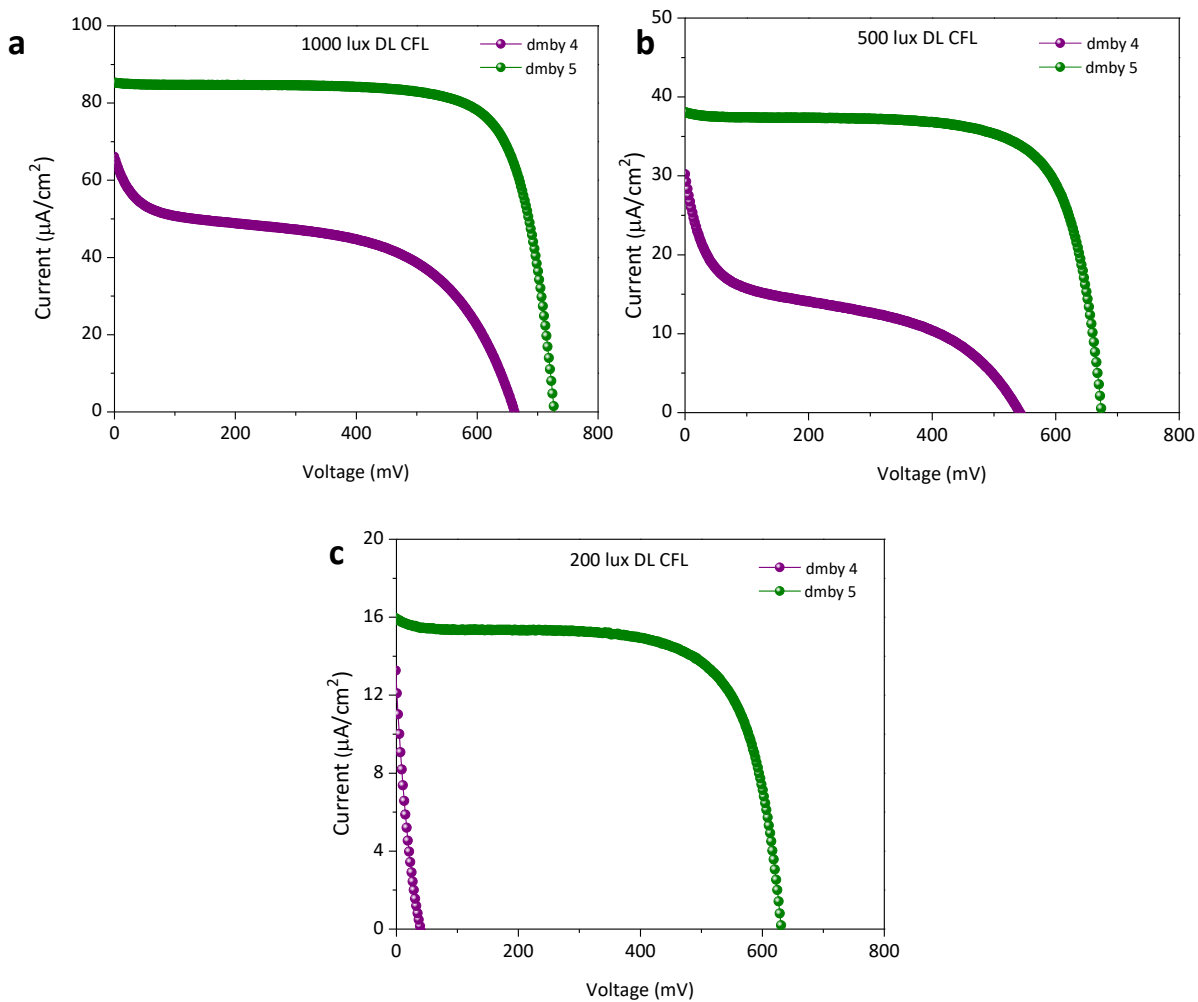 a
1000 lux DL CFL
dmby 4
dmby 5
100
80
60
40
20
0
Current (µA/cm²)
0 200 400 600 800
Voltage (mV)
b
500 lux DL CFL
dmby 4
dmby 5
50
40
30
20
10
0
Current (µA/cm²)
0 200 400 600 800
Voltage (mV)
c
200 lux DL CFL
dmby 4
dmby 5
20
16
12
8
4
0
Current (µA/cm²)
0 200 400 600 800
Voltage (mV)